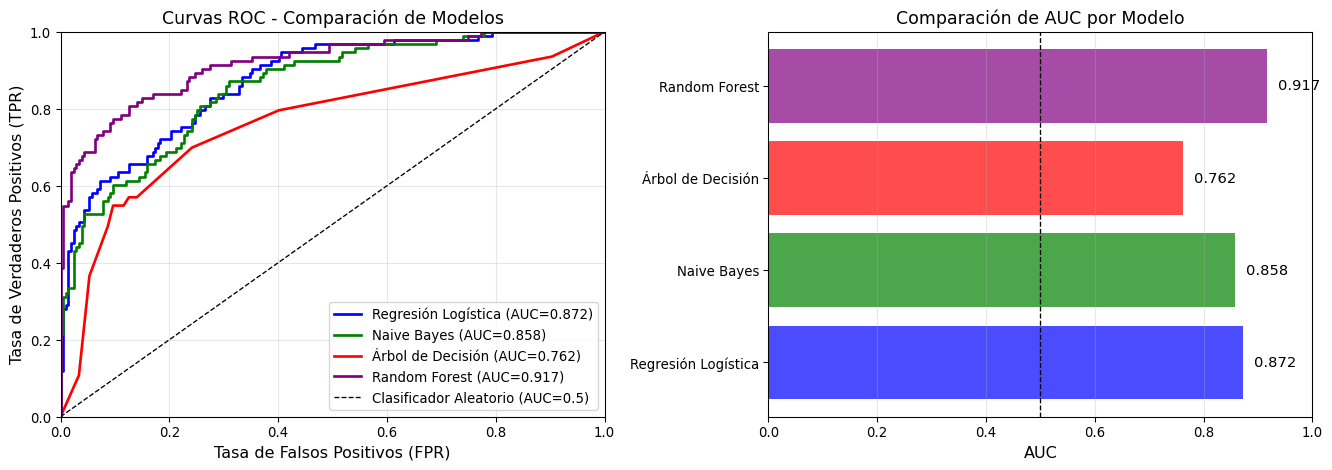 Curvas ROC - Comparación de Modelos
Tasa de Verdaderos Positivos (TPR)
1.0
0.8
0.6
0.4
0.2
0.0
0.0 0.2 0.4 0.6 0.8 1.0
Tasa de Falsos Positivos (FPR)
Regresión Logística (AUC=0.872)
Naive Bayes (AUC=0.858)
Árbol de Decisión (AUC=0.762)
Random Forest (AUC=0.917)
Clasificador Aleatorio (AUC=0.5)
Comparación de AUC por Modelo
Random Forest 0.917
Árbol de Decisión 0.762
Naive Bayes 0.858
Regresión Logística 0.872
0.0 0.2 0.4 0.6 0.8 1.0
AUC